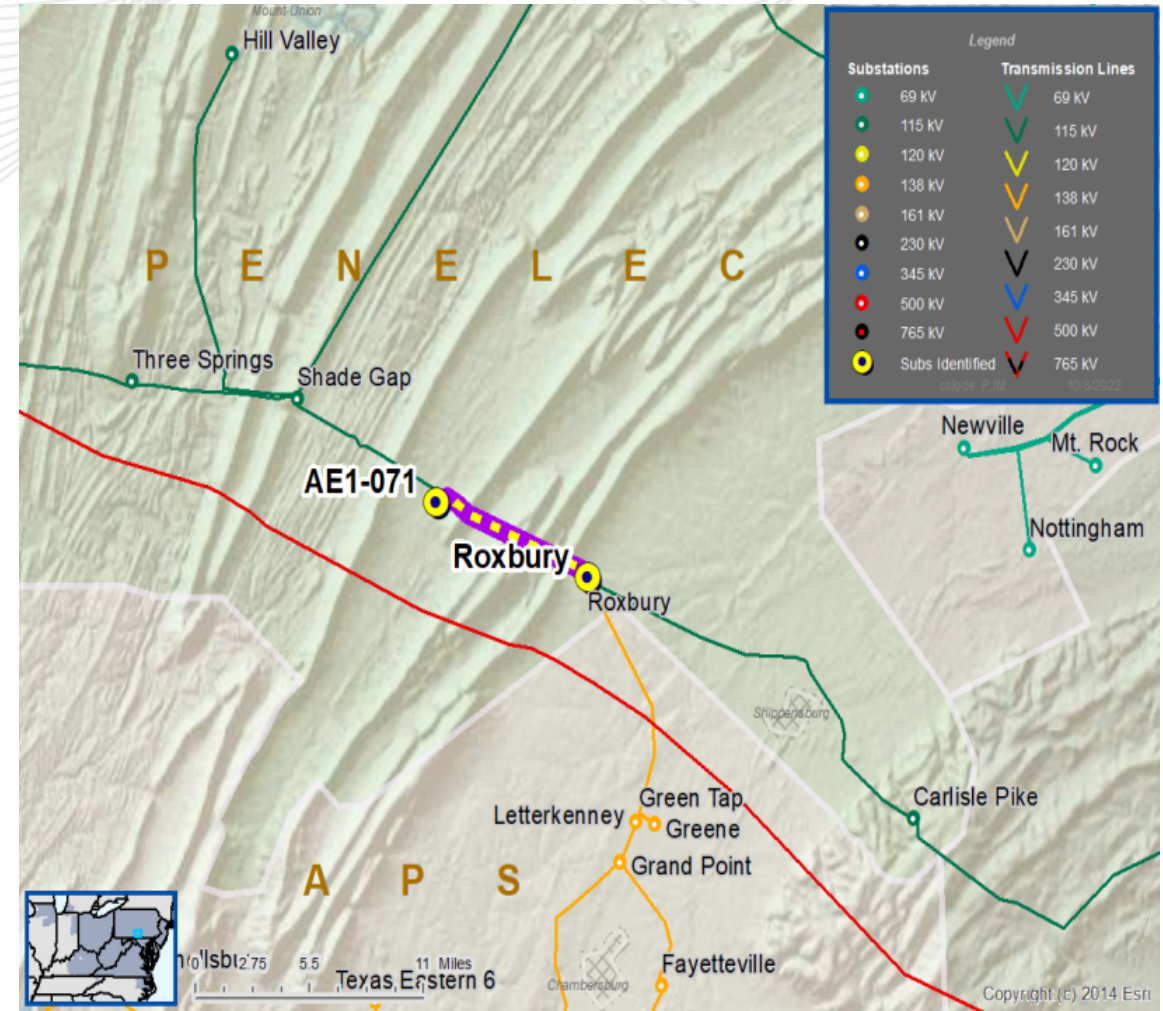 Mount Union
Hill Valley
Legend
Substations
Transmission Lines
69 kV
69 kV
115 kV
115 kV
120 kV
120 kV
138 kV
138 kV
161 kV
161 kV
230 kV
230 kV
345 kV
345 kV
500 kV
500 kV
765 kV
765 kV
Subs Identified
colode; PJM
10/6/2022
P E N E L E C
Three Springs
Shade Gap
Newville
Mt. Rock
AE1-071
Nottingham
Roxbury
Roxbury
Shippensburg
Green Tap
Letterkenney
Greene
Carlisle Pike
Grand Point
A P S
Fayetteville
0 2.75 5.5 11 Miles
Texas Eastern 6
Chambersburg
Copyright:(c) 2014 Esri